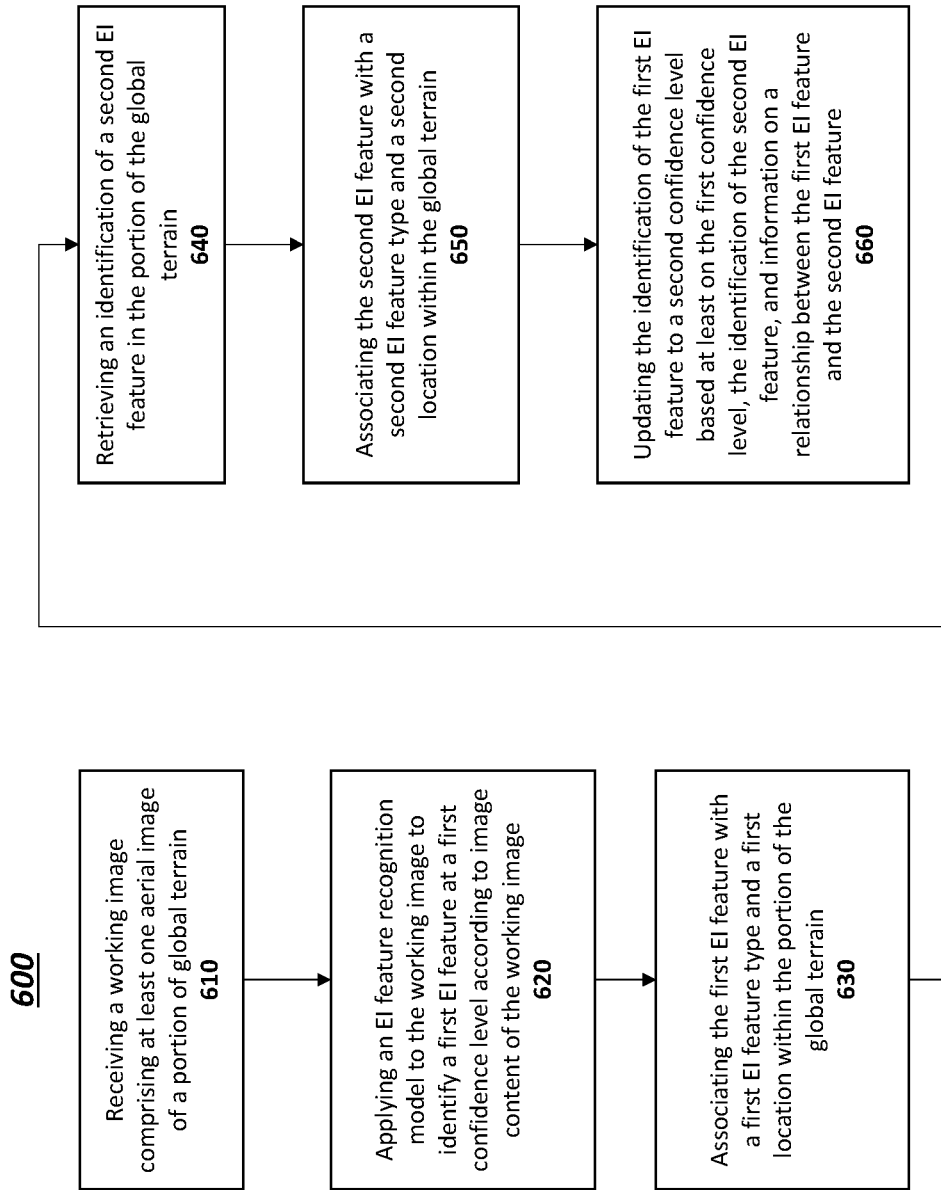 600
Receiving a working image
comprising at least one aerial image
of a portion of global terrain
610
Applying an EI feature recognition
model to the working image to
identify a first EI feature at a first
confidence level according to image
content of the working image
620
Associating the first EI feature with
a first EI feature type and a first
location within the portion of the
global terrain
630
Retrieving an identification of a second EI
feature in the portion of the global
terrain
640
Associating the second EI feature with a
second EI feature type and a second
location within the global terrain
650
Updating the identification of the first EI
feature to a second confidence level
based at least on the first confidence
level, the identification of the second EI
feature, and information on a
relationship between the first EI feature
and the second EI feature
660